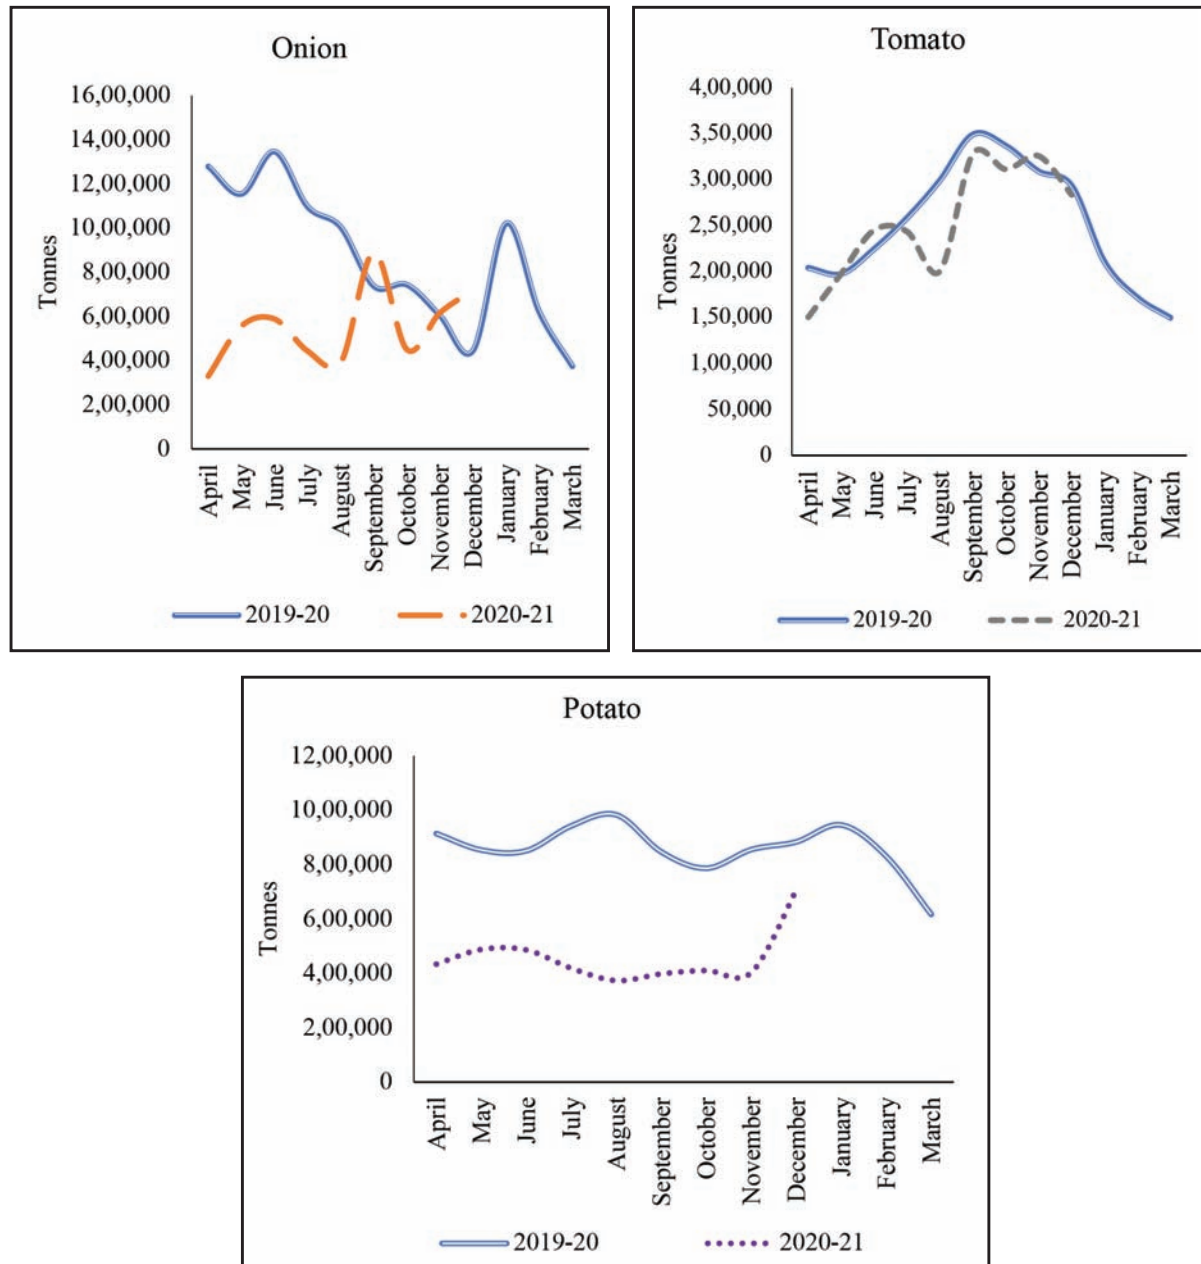 Onion
16,00,000
14,00,000
12,00,000
10,00,000
8,00,000
6,00,000
4,00,000
2,00,000
0
Tonnes
April
May
June
July
August
September
October
November
December
January
February
March
2019-20 2020-21
Tomato
4,00,000
3,50,000
3,00,000
2,50,000
2,00,000
1,50,000
1,00,000
50,000
0
Tonnes
April
May
June
July
August
September
October
November
December
January
February
March
2019-20 2020-21
Potato
12,00,000
10,00,000
8,00,000
6,00,000
4,00,000
2,00,000
0
Tonnes
April
May
June
July
August
September
October
November
December
January
February
March
2019-20 2020-21